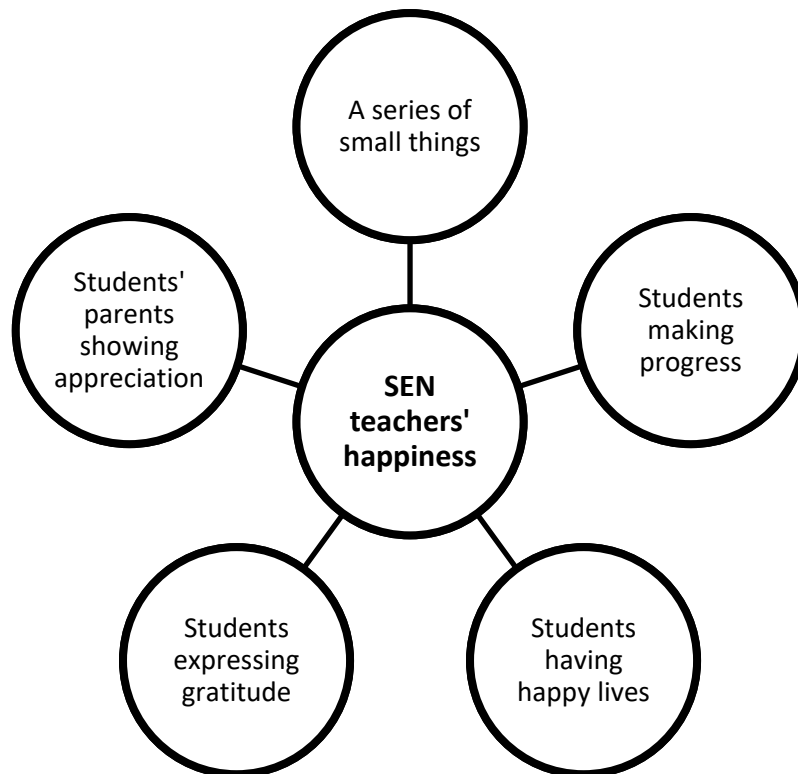 A series of
small things
Students'
parents
showing
appreciation
Students
making
progress
SEN
teachers'
happiness
Students
expressing
gratitude
Students
having
happy lives